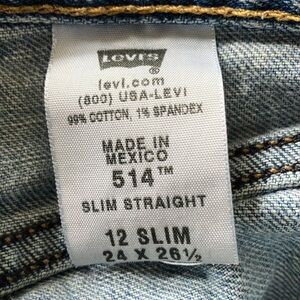 LEVI'S
®
levi.com
(800) USA-LEVI
99% COTTON, 1% SPANDEX
MADE IN
MEXICO
514™
SLIM STRAIGHT
12 SLIM
24 X 26½